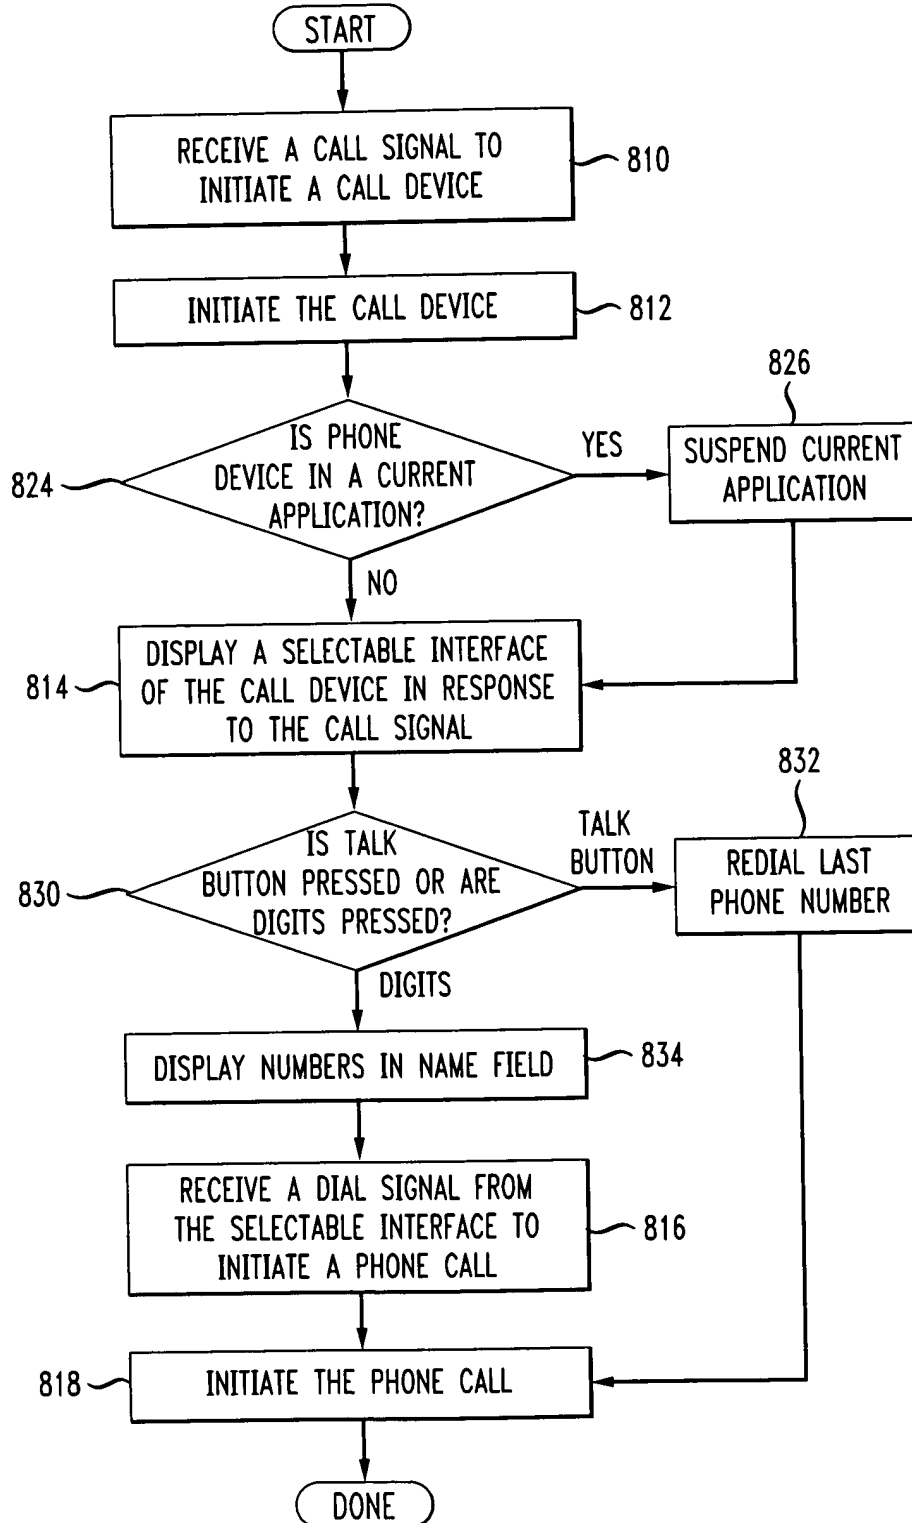 START
RECEIVE A CALL SIGNAL TO
INITIATE A CALL DEVICE
810
INITIATE THE CALL DEVICE
812
826
IS PHONE
DEVICE IN A CURRENT
APPLICATION?
824
YES
SUSPEND CURRENT
APPLICATION
NO
DISPLAY A SELECTABLE INTERFACE
OF THE CALL DEVICE IN RESPONSE
TO THE CALL SIGNAL
814
832
IS TALK
BUTTON PRESSED OR ARE
DIGITS PRESSED?
830
TALK
BUTTON
REDIAL LAST
PHONE NUMBER
DIGITS
DISPLAY NUMBERS IN NAME FIELD
834
RECEIVE A DIAL SIGNAL FROM
THE SELECTABLE INTERFACE TO
INITIATE A PHONE CALL
816
818
INITIATE THE PHONE CALL
DONE